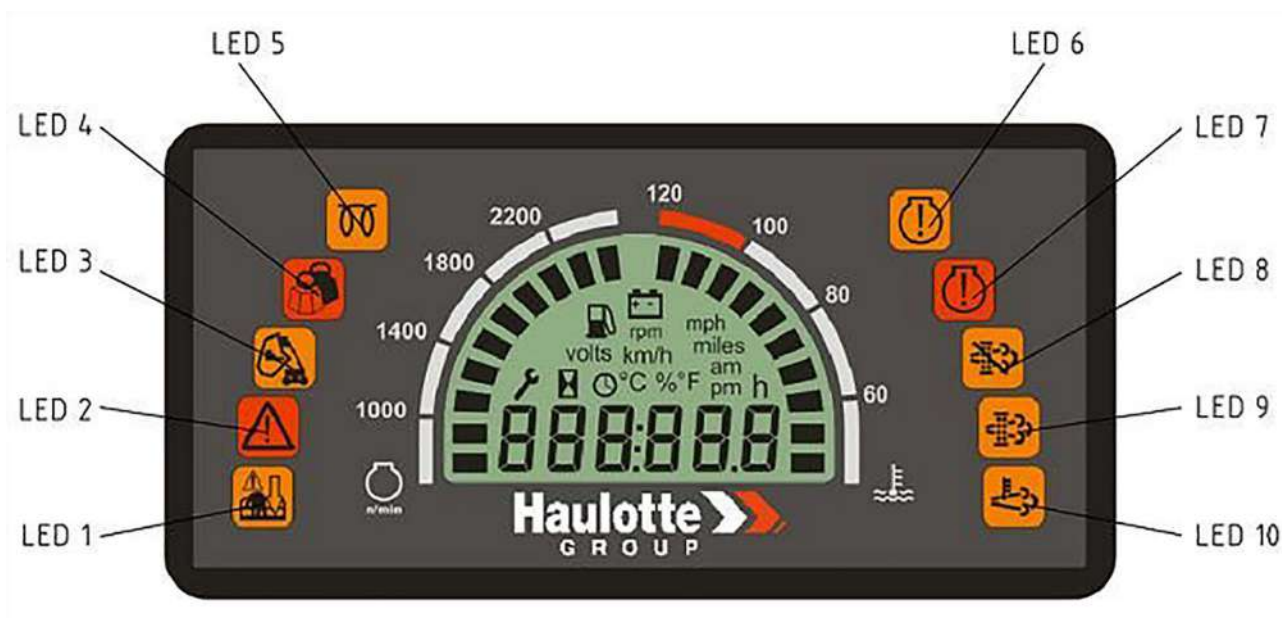 LED 5
LED 6
LED 4
LED 7
LED 3
LED 8
LED 2
LED 9
LED 1
LED 10
2200
1800
1400
1000
120
100
80
60
rpm
mph
volts
km/h
miles
°C
%
°F
am
pm
h
888:88.8
n/min
Haulotte
GROUP